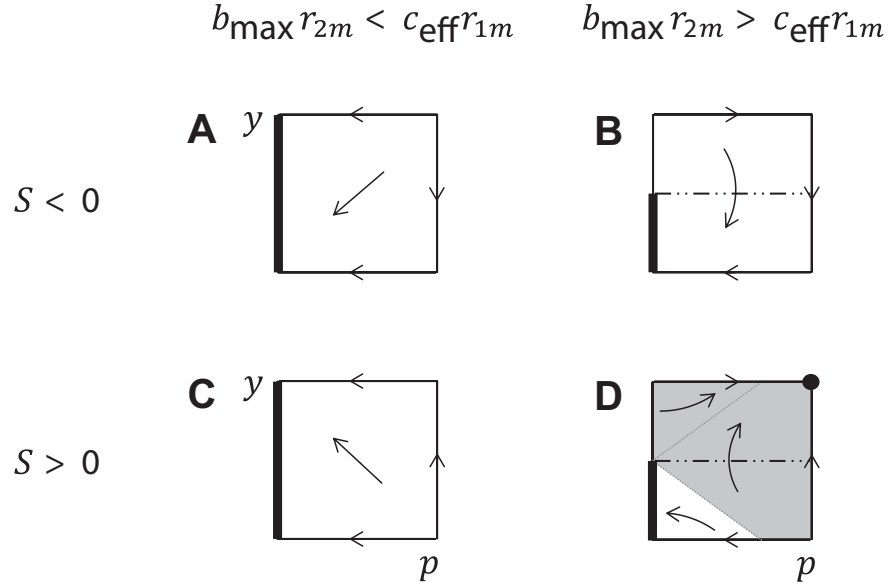 b_max r_2m < c_eff r_1m
b_max r_2m > c_eff r_1m
A
y
B
S < 0
C
y
D
S > 0
p
p